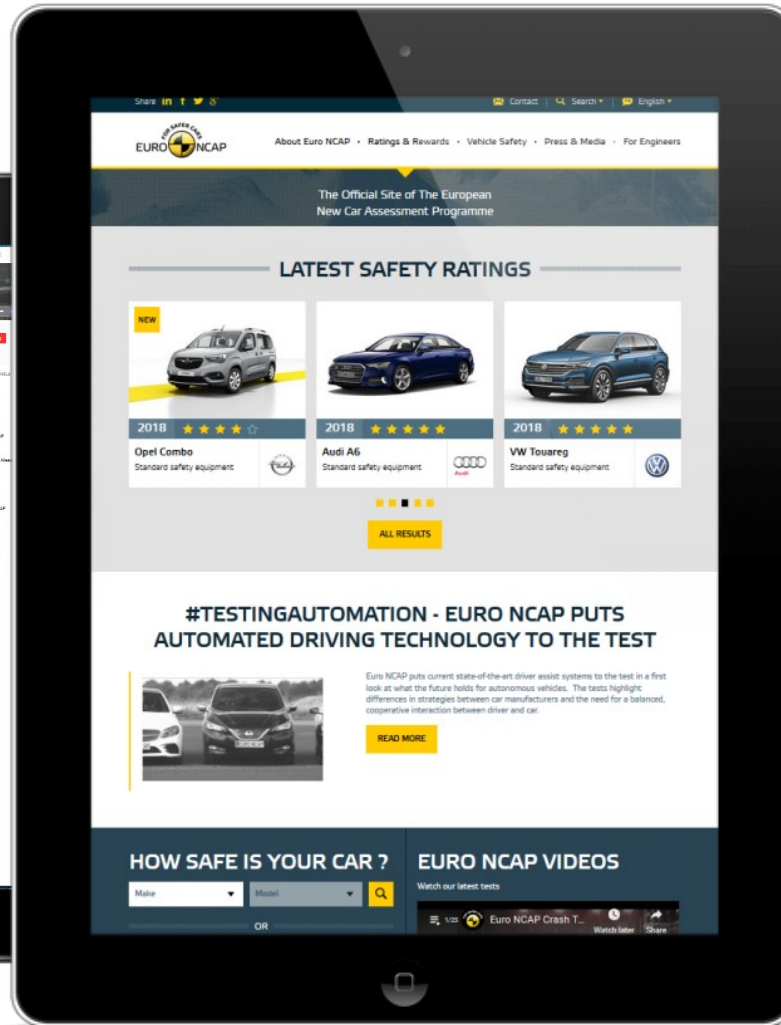 Share in f 8+ Contact Search English
FOR SAFER CARS
EURO NCAP
About Euro NCAP · Ratings & Rewards · Vehicle Safety · Press & Media · For Engineers
The Official Site of The European
New Car Assessment Programme
LATEST SAFETY RATINGS
NEW
2018 2018 2018
Opel Combo Audi A6 VW Touareg
Standard safety equipment Standard safety equipment Standard safety equipment
Audi
ALL RESULTS
#TESTINGAUTOMATION - EURO NCAP PUTS
AUTOMATED DRIVING TECHNOLOGY TO THE TEST
Euro NCAP puts current state-of-the-art driver assist systems to the test in a first
look at what the future holds for autonomous vehicles. The tests highlight
differences in strategies between car manufacturers and the need for a balanced,
cooperative interaction between driver and car.
READ MORE
HOW SAFE IS YOUR CAR ? EURO NCAP VIDEOS
Watch our latest tests
Make Model
OR
1/23 Euro NCAP Crash T... Watch later Share